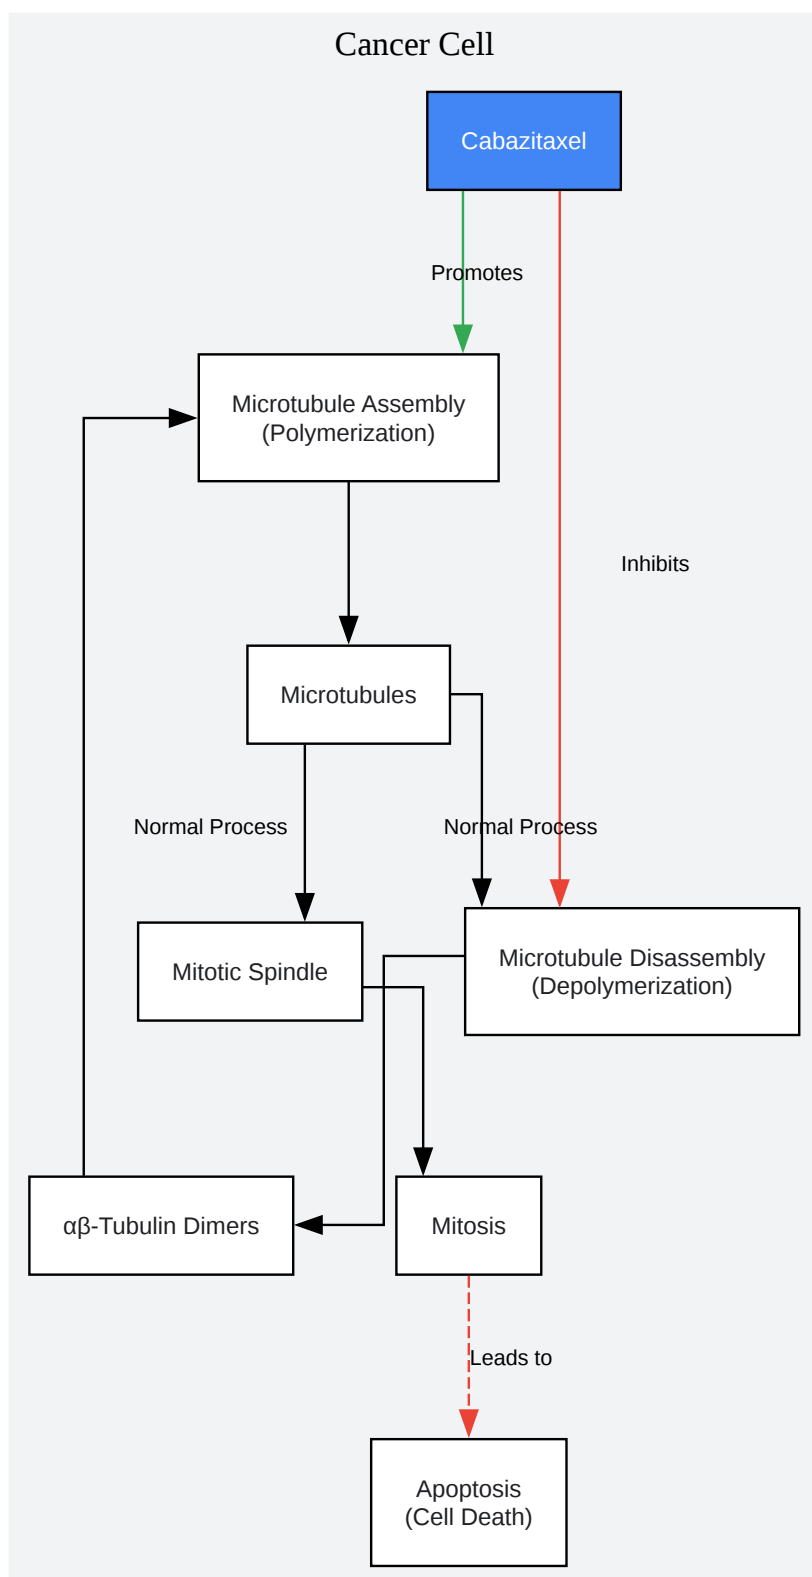 Cancer Cell
Cabazitaxel
Promotes
Microtubule Assembly
(Polymerization)
Inhibits
Microtubules
Normal Process
Normal Process
Mitotic Spindle
Microtubule Disassembly
(Depolymerization)
αβ-Tubulin Dimers
Mitosis
Leads to
Apoptosis
(Cell Death)